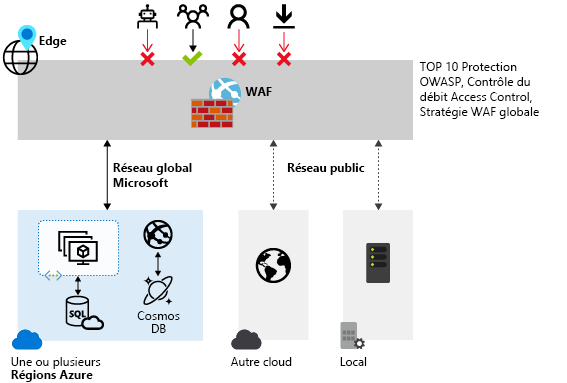 Edge
WAF
TOP 10 Protection
OWASP, Contrôle du
débit Access Control,
Stratégie WAF globale
Réseau global
Microsoft
Réseau public
SQL
Cosmos
DB
Une ou plusieurs
Régions Azure
Autre cloud
Local